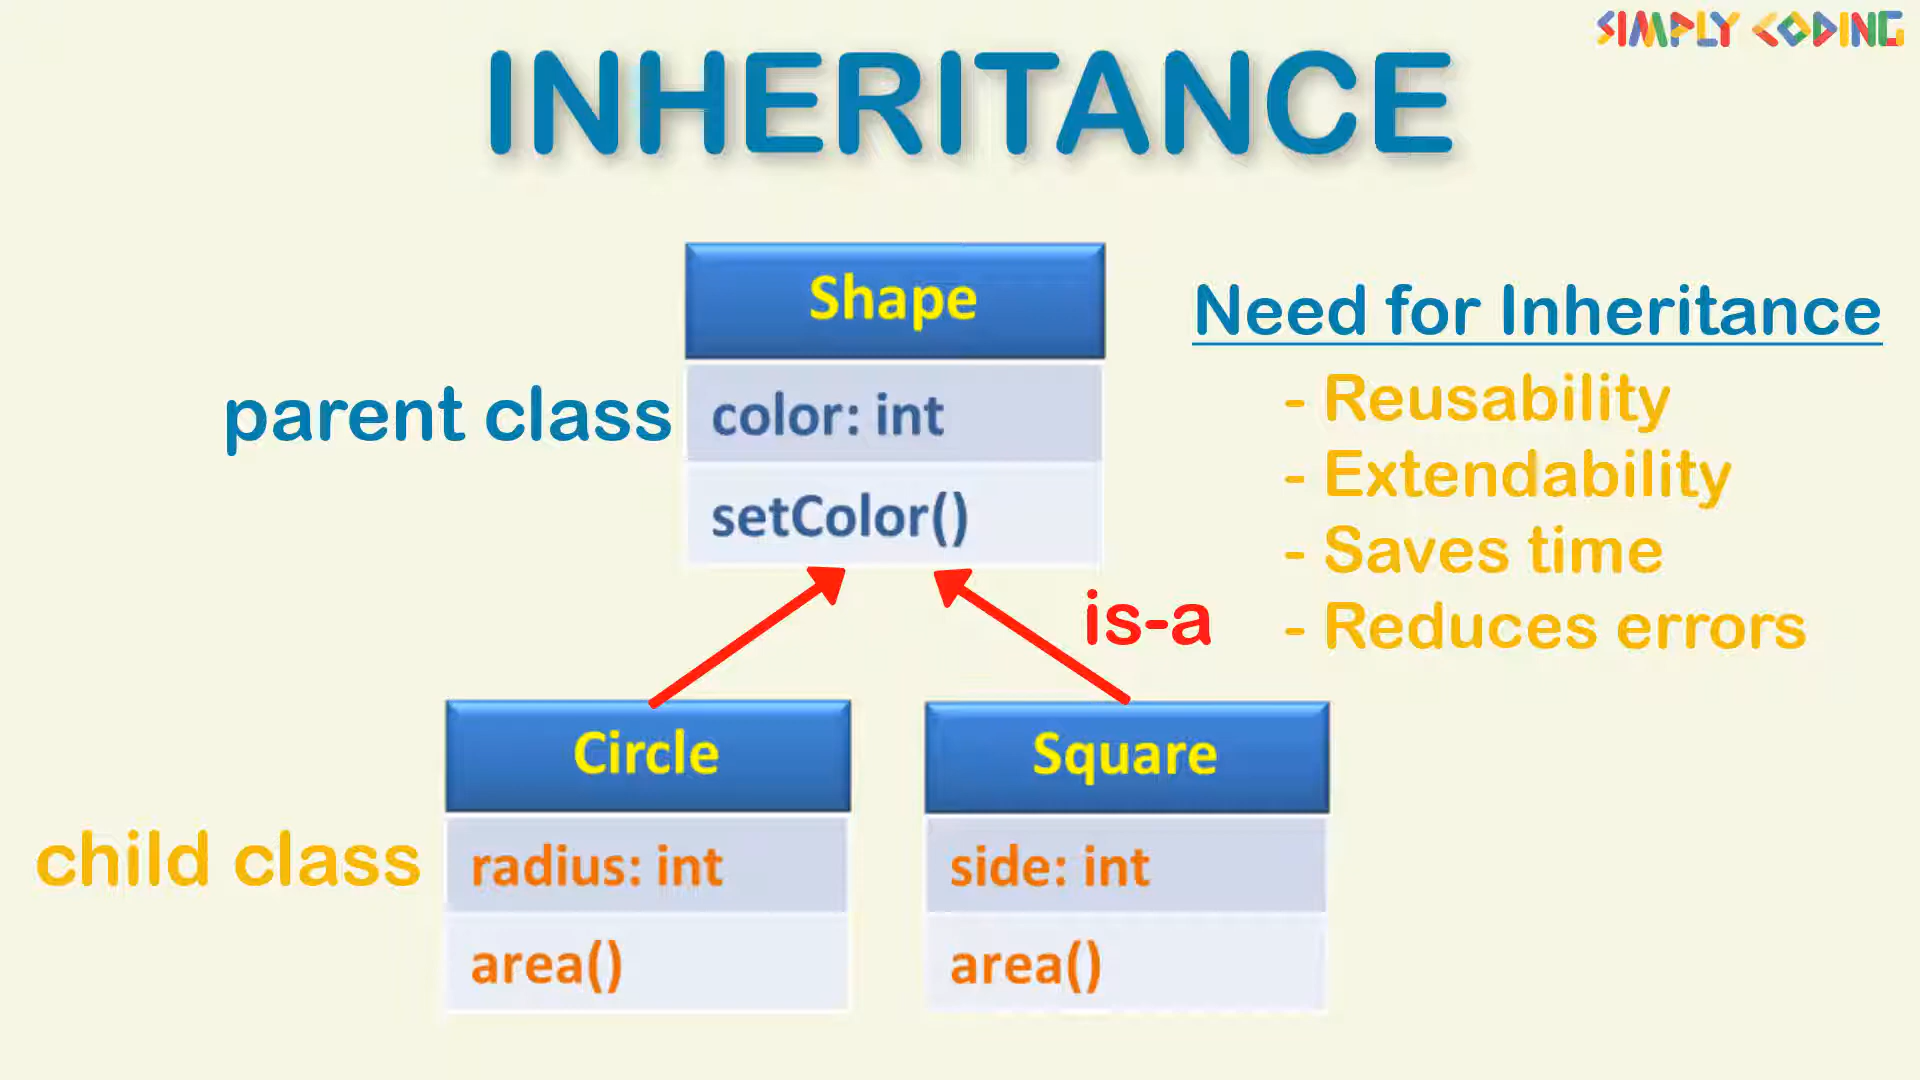 SIMPLY CODING
INHERITANCE
Shape
color: int
setColor()
parent class
Need for Inheritance
- Reusability
- Extendability
- Saves time
- Reduces errors
is-a
Circle
radius: int
area()
child class
Square
side: int
area()